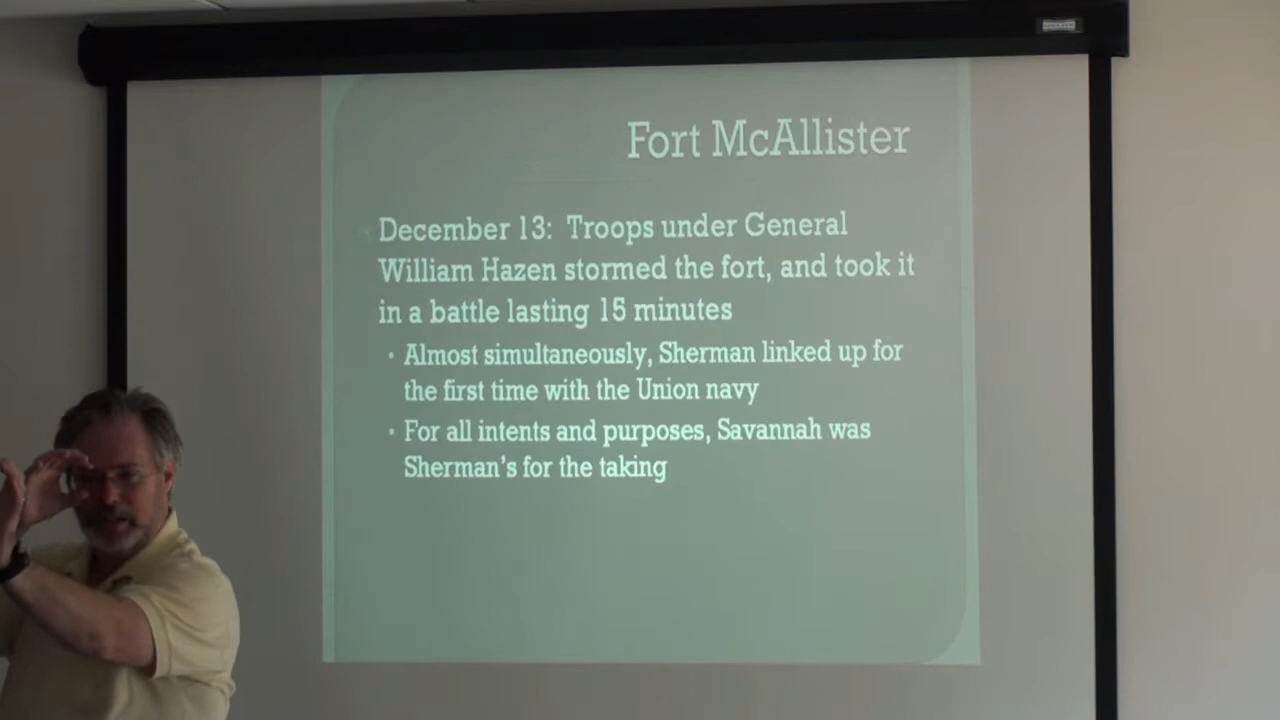 Fort McAllister
December 13: Troops under General
William Hazen stormed the fort, and took it
in a battle lasting 15 minutes
• Almost simultaneously, Sherman linked up for
the first time with the Union navy
• For all intents and purposes, Savannah was
Sherman's for the taking